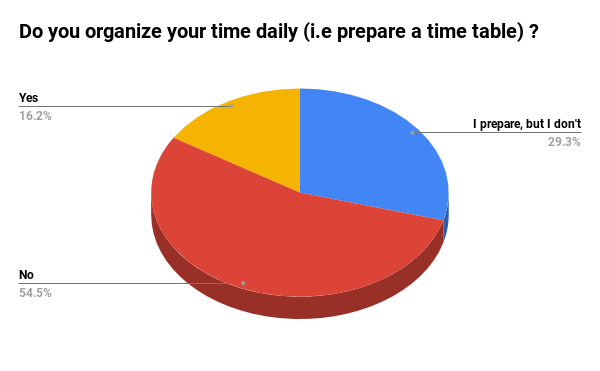 Do you organize your time daily (i.e prepare a time table) ?
Yes
16.2%
I prepare, but I don't
29.3%
No
54.5%